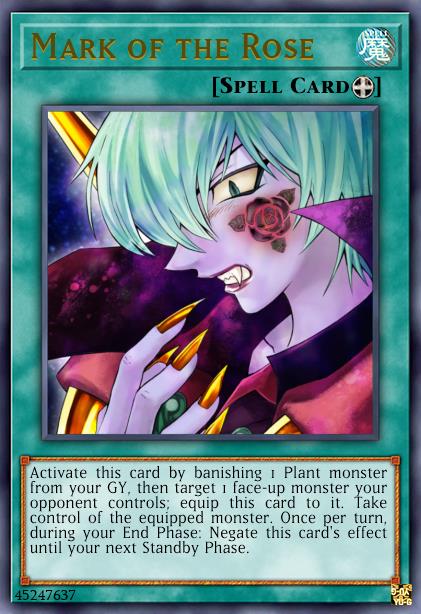 Mark of the Rose
SPELL
魔
[Spell Card]
Activate this card by banishing 1 Plant monster
from your GY, then target 1 face-up monster your
opponent controls; equip this card to it. Take
control of the equipped monster. Once per turn,
during your End Phase: Negate this card's effect
until your next Standby Phase.
45247637